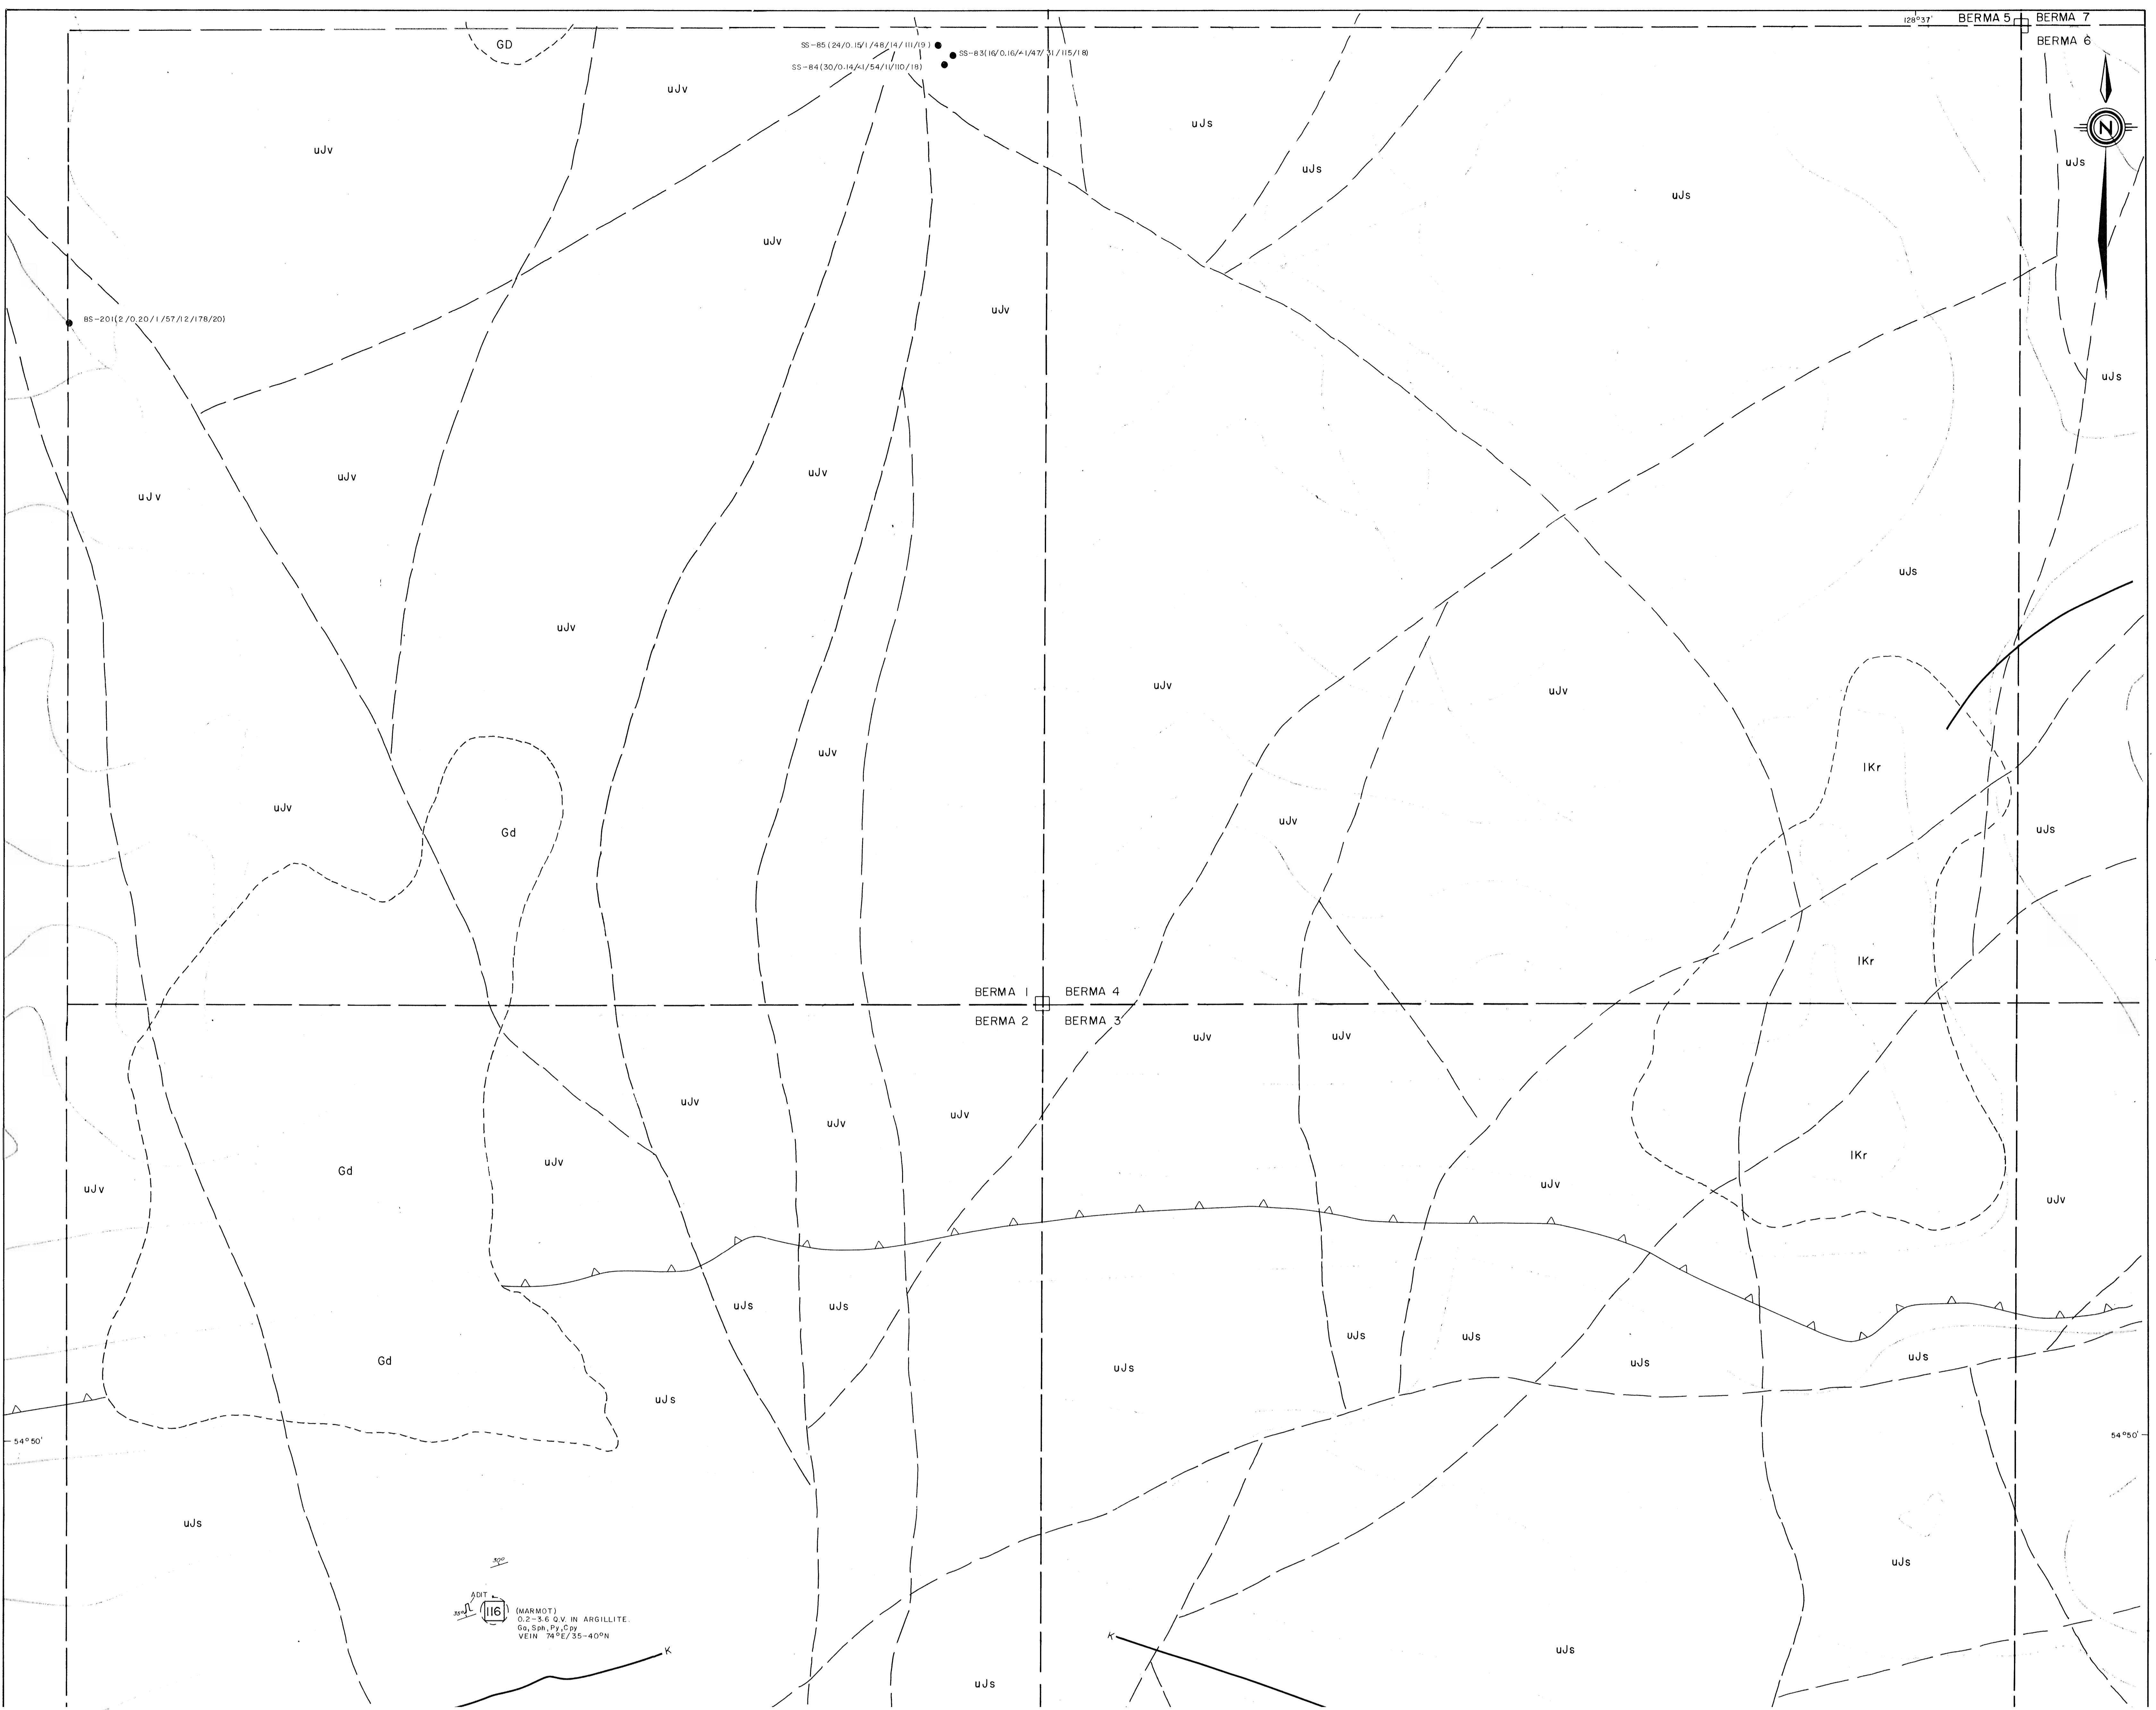 128°37'
BERMA 5
BERMA 7
BERMA 6
GD
SS-85 (24/0.15/1/48/14/111/19)
SS-83(16/0.16/<1/47/31/115/18)
SS-84(30/0.14/<1/54/11/110/18)
N
uJv
uJs
uJv
uJs
uJs
uJs
uJv
uJv
BS-201(2/0.20/1/57/12/178/20)
uJs
uJv
uJv
uJv
uJs
uJv
uJv
uJv
uJv
lKr
uJv
uJv
uJv
Gd
uJs
lKr
BERMA 1
BERMA 4
BERMA 2
BERMA 3
uJv
uJv
uJv
uJv
uJv
uJv
lKr
Gd
uJv
uJv
uJv
uJs
uJs
uJs
uJs
uJs
Gd
uJs
uJs
uJs
54°50'
54°50'
uJs
uJs
30°
ADIT
35°
116
(MARMOT)
0.2-3.6 Q.V. IN ARGILLITE.
Ga, Sph, Py, Cpy
VEIN 74°E/35-40°N
K
K
uJs
uJs